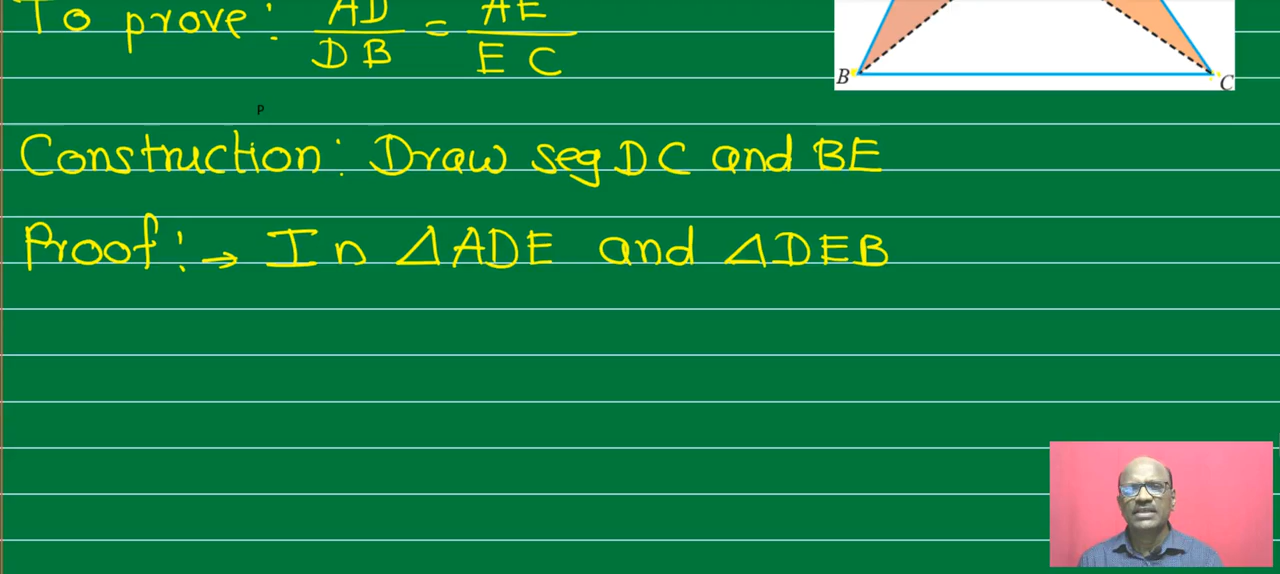 To prove: AD/DB = AE/EC
B
C
P
Construction: Draw seg DC and BE
Proof:→ In △ADE and △DEB